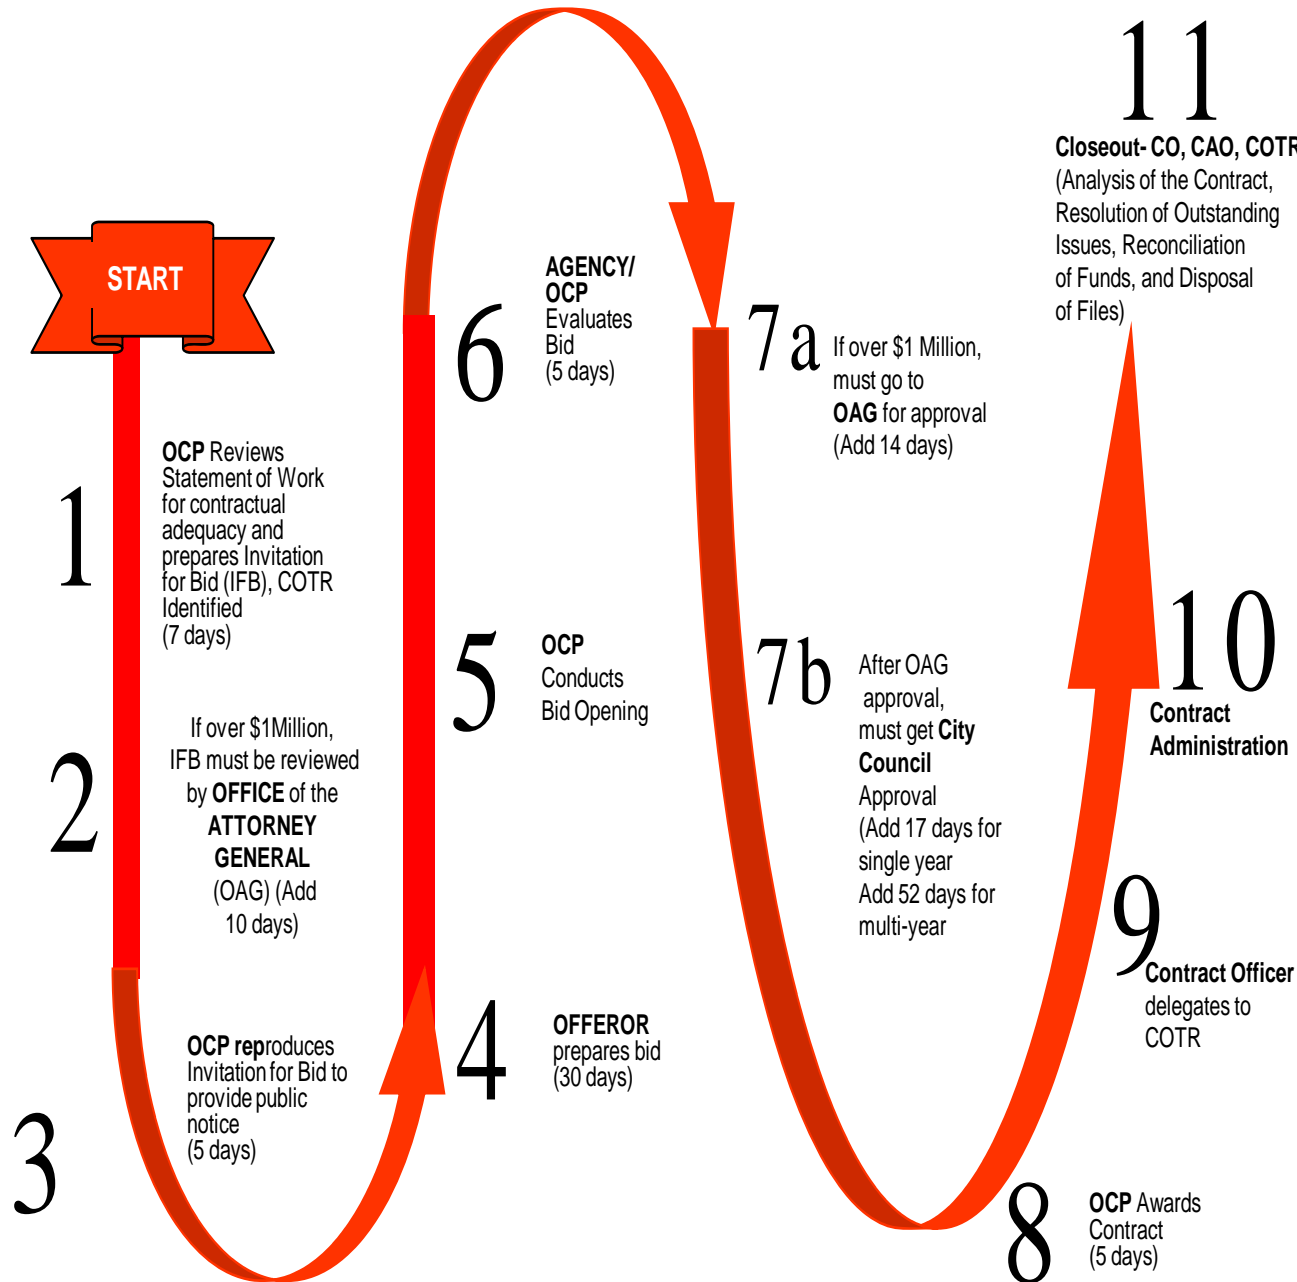 START
1
OCP Reviews
Statement of Work
for contractual
adequacy and
prepares Invitation
for Bid (IFB), COTR
Identified
(7 days)
2
If over $1Million,
IFB must be reviewed
by OFFICE of the
ATTORNEY
GENERAL
(OAG) (Add
10 days)
3
OCP reproduces
Invitation for Bid to
provide public
notice
(5 days)
4
OFFEROR
prepares bid
(30 days)
5
OCP
Conducts
Bid Opening
6
AGENCY/
OCP
Evaluates
Bid
(5 days)
7a
If over $1 Million,
must go to
OAG for approval
(Add 14 days)
7b
After OAG
approval,
must get City
Council
Approval
(Add 17 days for
single year
Add 52 days for
multi-year
8
OCP Awards
Contract
(5 days)
9
Contract Officer
delegates to
COTR
10
Contract
Administration
11
Closeout- CO, CAO, COTR
(Analysis of the Contract,
Resolution of Outstanding
Issues, Reconciliation
of Funds, and Disposal
of Files)